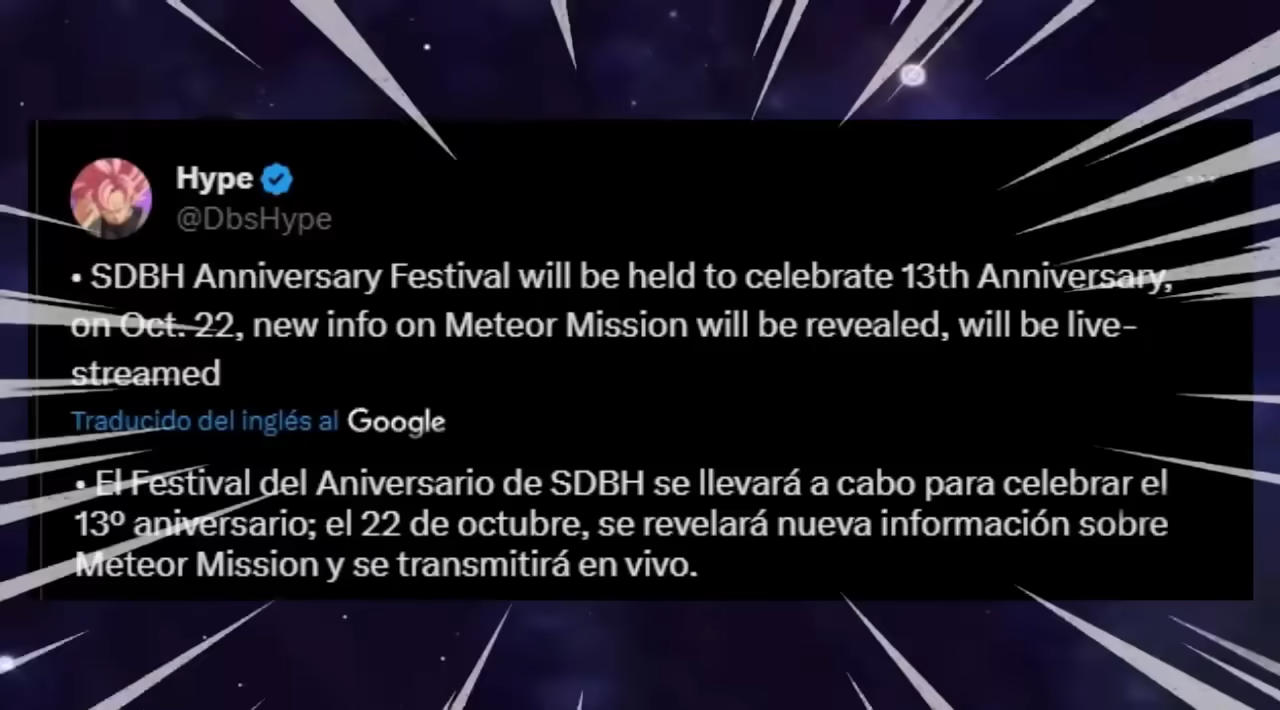 Hype
@DbsHype
• SDBH Anniversary Festival will be held to celebrate 13th Anniversary,
on Oct. 22, new info on Meteor Mission will be revealed, will be live-
streamed
Traducido del inglés al Google
• El Festival del Aniversario de SDBH se llevará a cabo para celebrar el
13º aniversario; el 22 de octubre, se revelará nueva información sobre
Meteor Mission y se transmitirá en vivo.